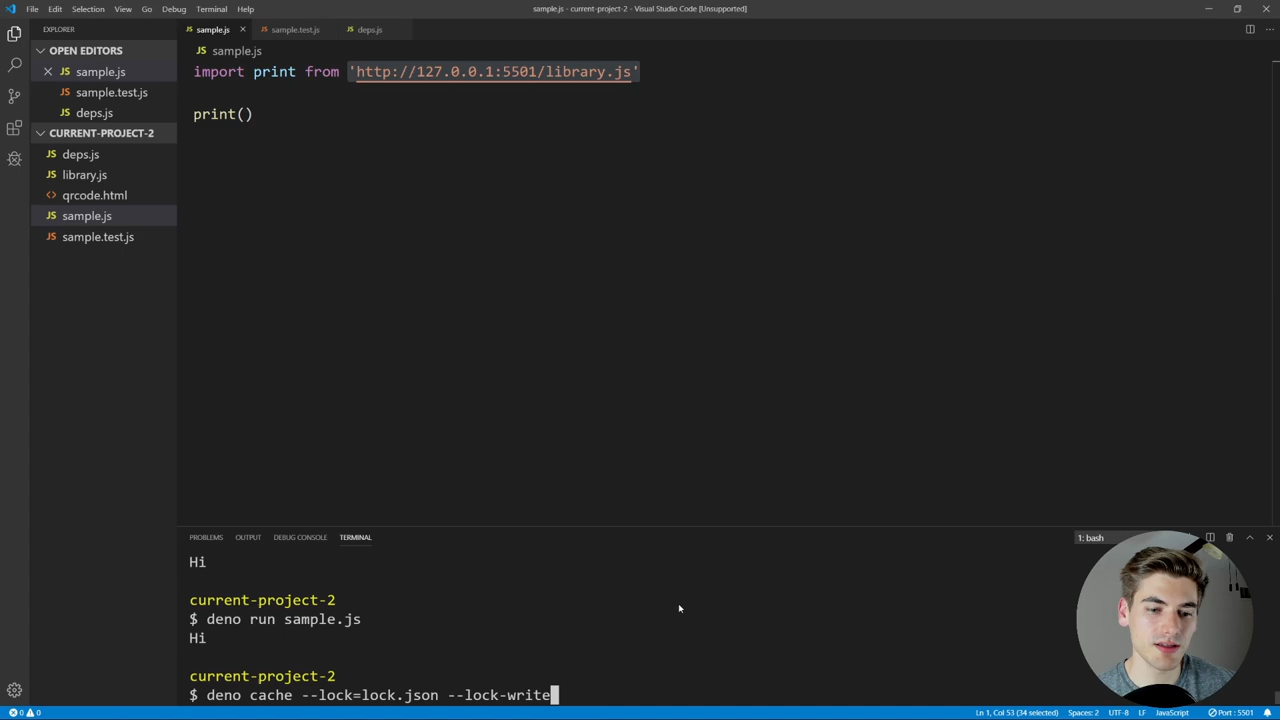 File Edit Selection View Go Debug Terminal Help
sample.js - current-project-2 - Visual Studio Code [Unsupported]
EXPLORER
OPEN EDITORS
JS sample.js
JS sample.test.js
JS deps.js
CURRENT-PROJECT-2
JS deps.js
JS library.js
<> qrcode.html
JS sample.js
JS sample.test.js
JS sample.js JS sample.test.js JS deps.js
JS sample.js
import print from 'http://127.0.0.1:5501/library.js'
print()
PROBLEMS OUTPUT DEBUG CONSOLE TERMINAL
1: bash
Hi
current-project-2
$ deno run sample.js
Hi
current-project-2
$ deno cache --lock=lock.json --lock-write
0 0
Ln 1, Col 53 (34 selected) Spaces: 2 UTF-8 LF JavaScript Port : 5501